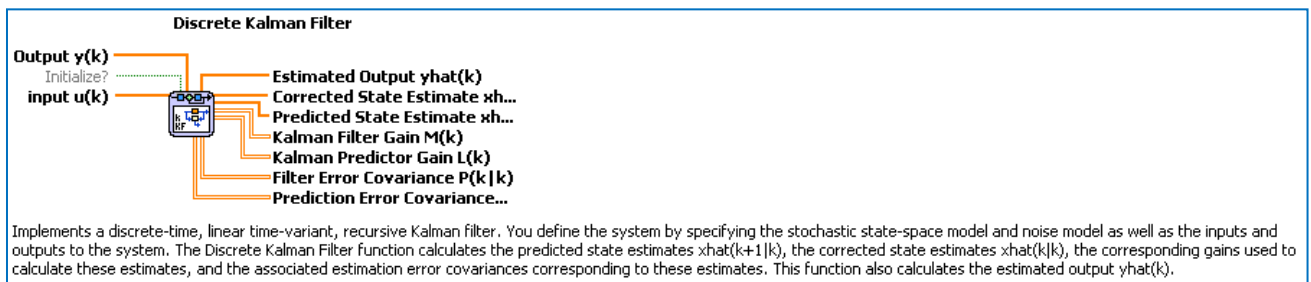 Discrete Kalman Filter
Output y(k)
Initialize?
input u(k)
Estimated Output yhat(k)
Corrected State Estimate xh...
Predicted State Estimate xh...
Kalman Filter Gain M(k)
Kalman Predictor Gain L(k)
Filter Error Covariance P(k|k)
Prediction Error Covariance...
K
KF
Implements a discrete-time, linear time-variant, recursive Kalman filter. You define the system by specifying the stochastic state-space model and noise model as well as the inputs and
outputs to the system. The Discrete Kalman Filter function calculates the predicted state estimates xhat(k+1|k), the corrected state estimates xhat(k|k), the corresponding gains used to
calculate these estimates, and the associated estimation error covariances corresponding to these estimates. This function also calculates the estimated output yhat(k).